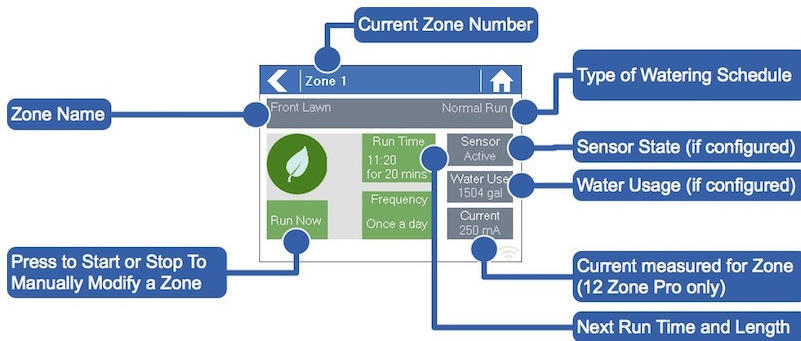 Current Zone Number
Zone 1
Type of Watering Schedule
Zone Name
Front Lawn
Normal Run
Run Time
11:20
for 20 mins
Sensor
Active
Sensor State (if configured)
Water Use
1504 gal
Water Usage (if configured)
Frequency
Once a day
Run Now
Current
250 mA
Press to Start or Stop To
Manually Modify a Zone
Current measured for Zone
(12 Zone Pro only)
Next Run Time and Length